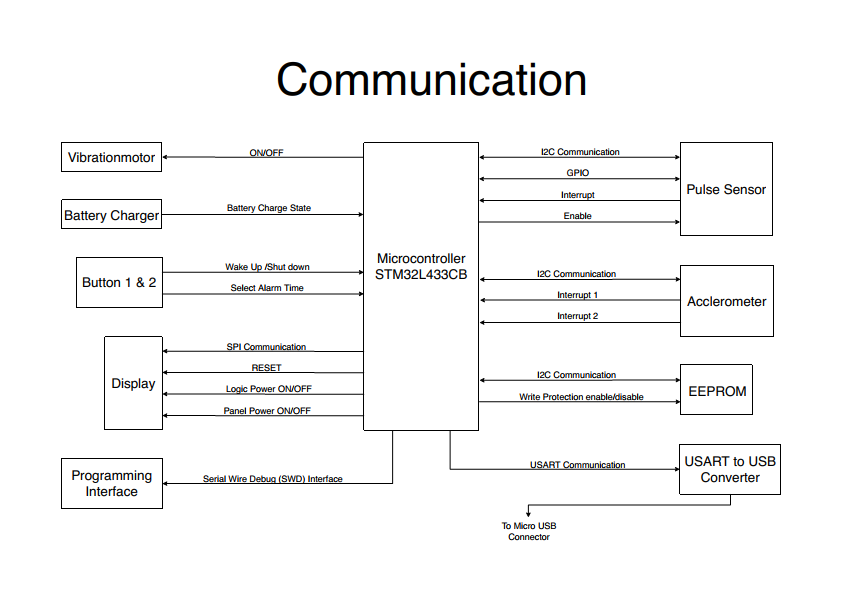 Communication
Vibrationmotor
ON/OFF
Battery Charger
Battery Charge State
Button 1 & 2
Wake Up /Shut down
Select Alarm Time
Display
SPI Communication
RESET
Logic Power ON/OFF
Panel Power ON/OFF
Programming
Interface
Serial Wire Debug (SWD) Interface
Microcontroller
STM32L433CB
I2C Communication
GPIO
Interrupt
Enable
Pulse Sensor
I2C Communication
Interrupt 1
Interrupt 2
Acclerometer
I2C Communication
Write Protection enable/disable
EEPROM
USART Communication
USART to USB
Converter
To Micro USB
Connector